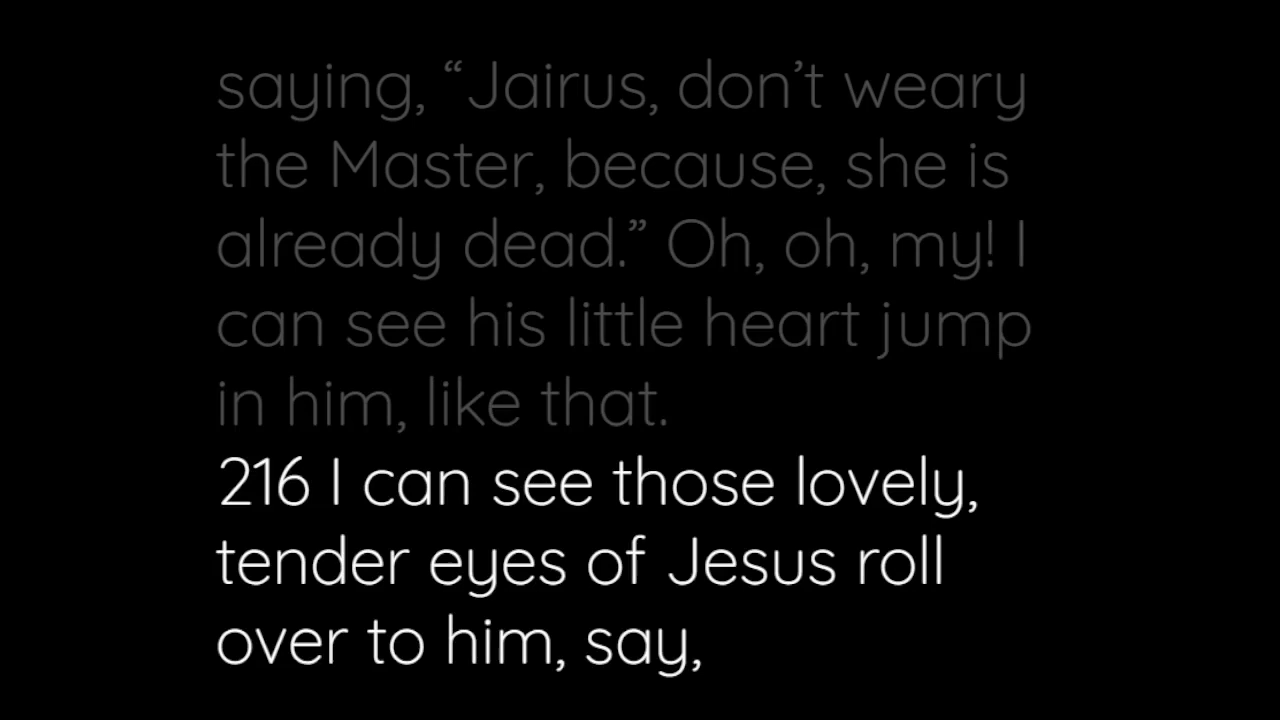 saying, “Jairus, don’t weary
the Master, because, she is
already dead.” Oh, oh, my! I
can see his little heart jump
in him, like that.
216 I can see those lovely,
tender eyes of Jesus roll
over to him, say,